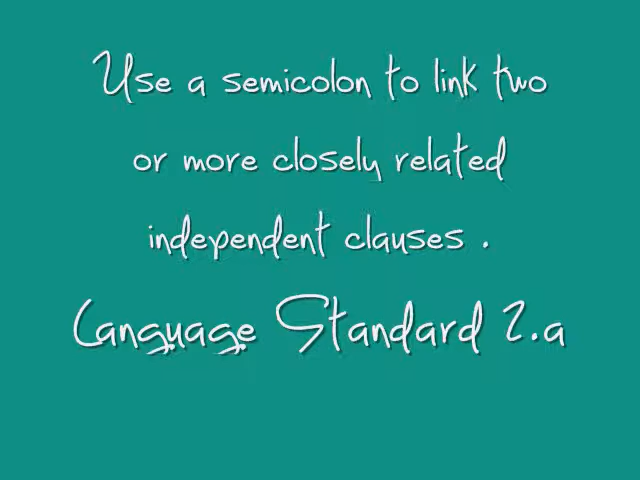 Use a semicolon to link two
or more closely related
independent clauses .
Language Standard 2.a